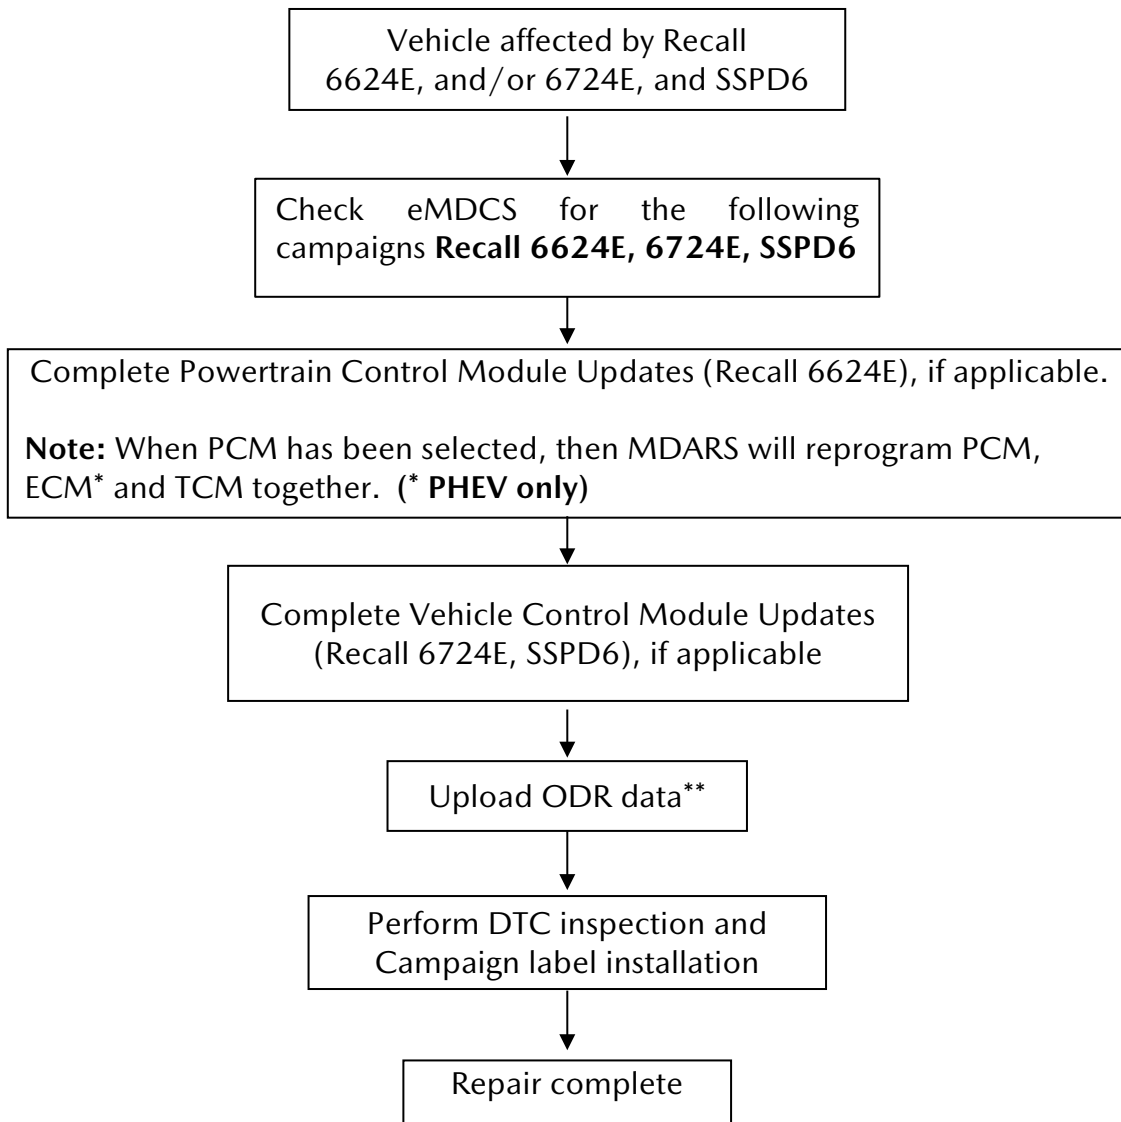 Vehicle affected by Recall
6624E, and/or 6724E, and SSPD6
Check eMDCS for the following
campaigns Recall 6624E, 6724E, SSPD6
Complete Powertrain Control Module Updates (Recall 6624E), if applicable.
Note: When PCM has been selected, then MDARS will reprogram PCM,
ECM* and TCM together. (* PHEV only)
Complete Vehicle Control Module Updates
(Recall 6724E, SSPD6), if applicable
Upload ODR data**
Perform DTC inspection and
Campaign label installation
Repair complete